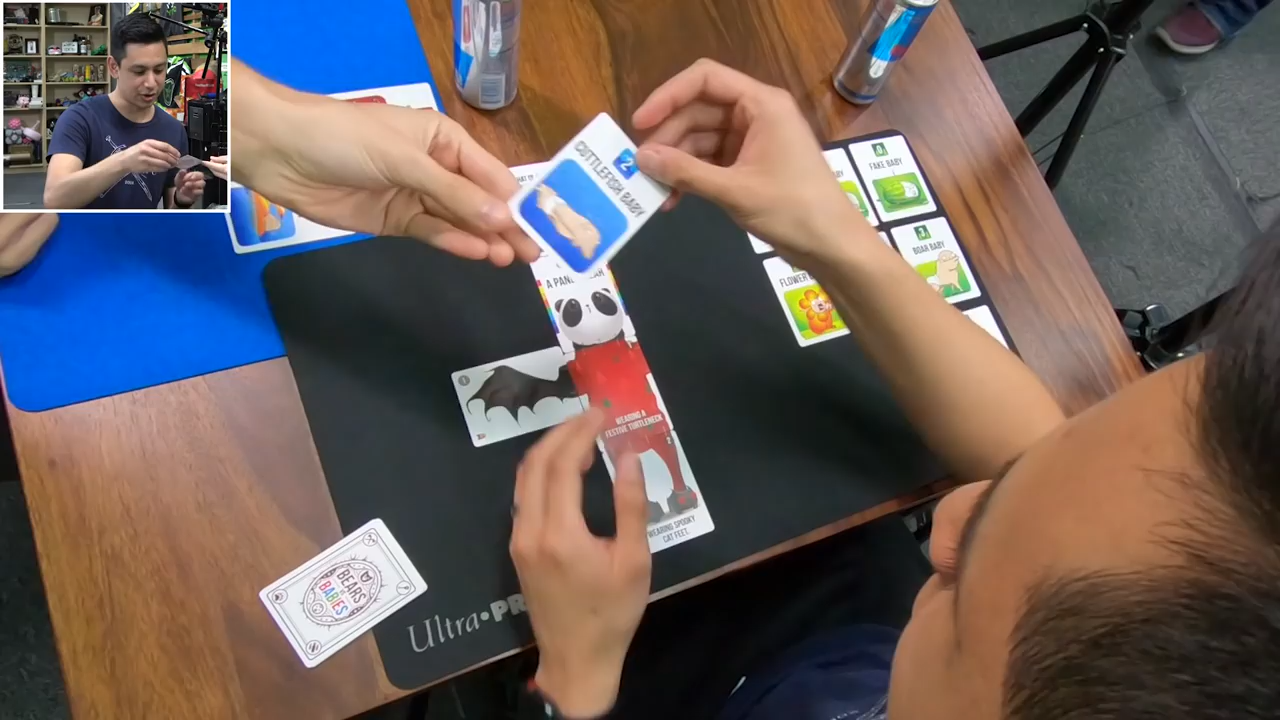 2
CUTTLEFISH BABY
FAKE BABY
BOAR BABY
FLOWER
WEARING A
FESTIVE TURTLENECK
2
WEARING SPOOKY
CAT FEET.
BEARS
BABIES
Ultra•PR